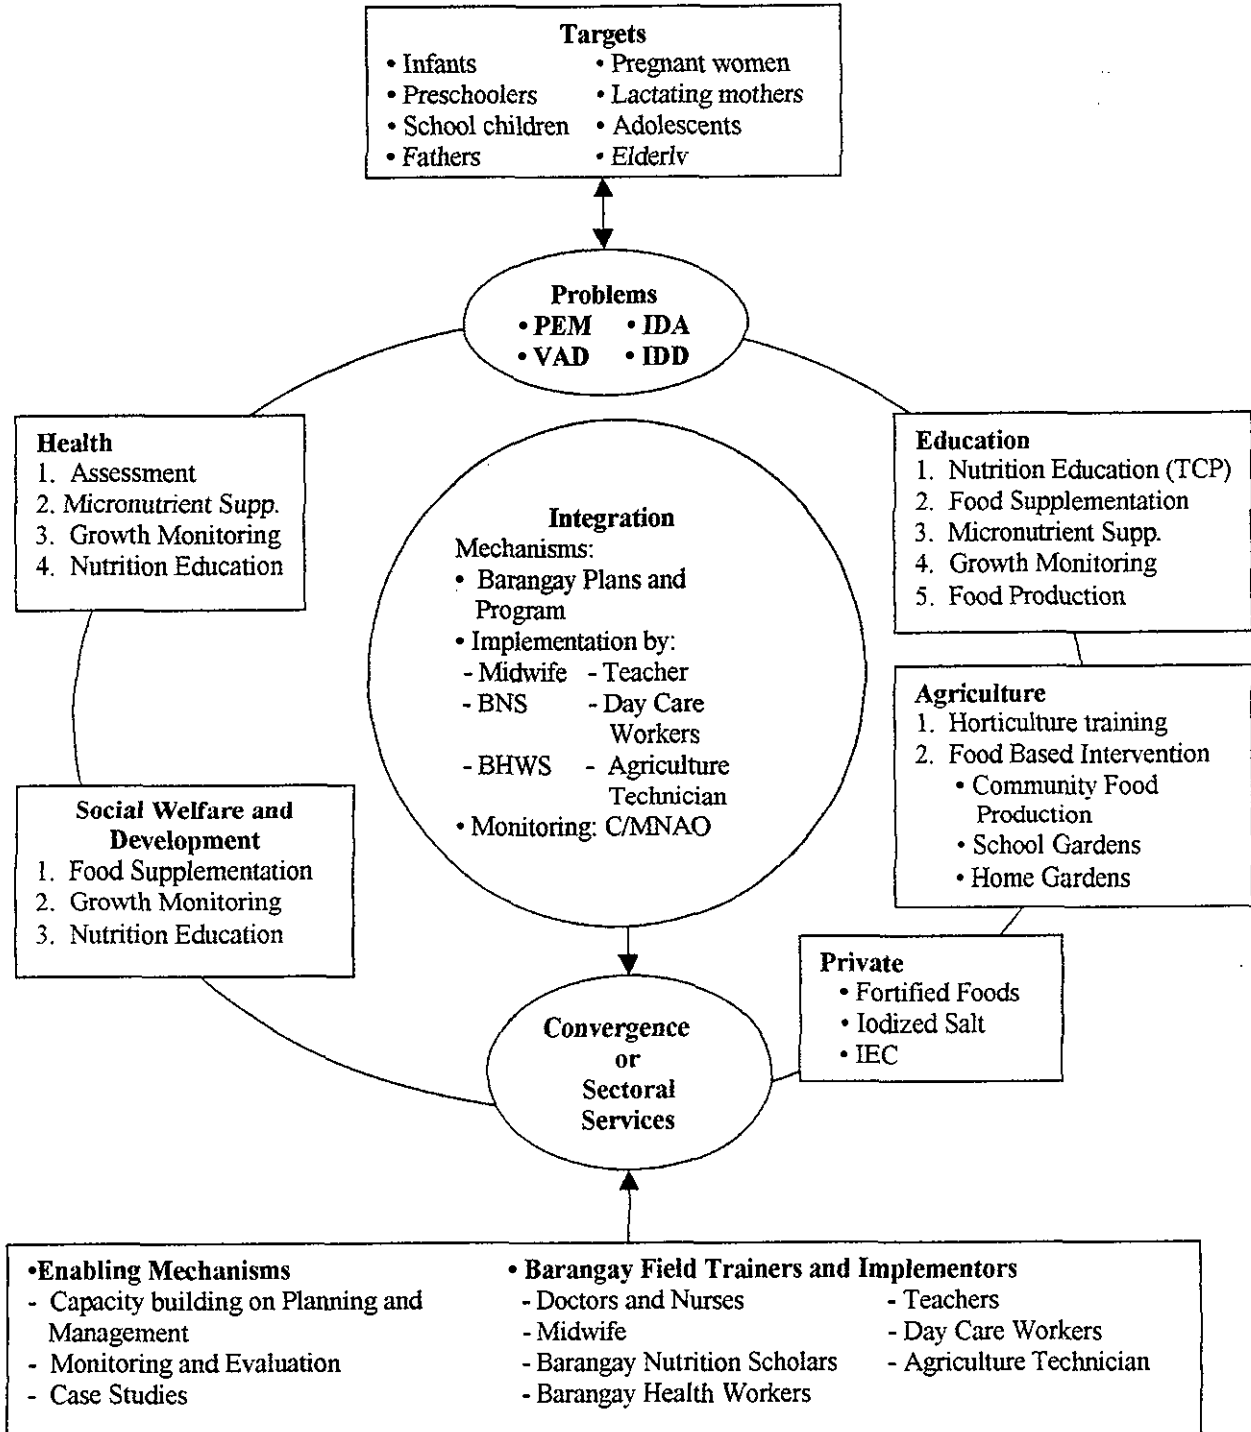 Targets
• Infants • Pregnant women
• Preschoolers • Lactating mothers
• School children • Adolescents
• Fathers • Elderly
Problems
• PEM • IDA
• VAD • IDD
Health
1. Assessment
2. Micronutrient Supp.
3. Growth Monitoring
4. Nutrition Education
Education
1. Nutrition Education (TCP)
2. Food Supplementation
3. Micronutrient Supp.
4. Growth Monitoring
5. Food Production
Integration
Mechanisms:
• Barangay Plans and
Program
• Implementation by:
- Midwife - Teacher
- BNS - Day Care
Workers
- BHWS - Agriculture
Technician
• Monitoring: C/MNAO
Agriculture
1. Horticulture training
2. Food Based Intervention
• Community Food
Production
• School Gardens
• Home Gardens
Social Welfare and
Development
1. Food Supplementation
2. Growth Monitoring
3. Nutrition Education
Private
• Fortified Foods
• Iodized Salt
• IEC
Convergence
or
Sectoral
Services
•Enabling Mechanisms
- Capacity building on Planning and
Management
- Monitoring and Evaluation
- Case Studies
• Barangay Field Trainers and Implementors
- Doctors and Nurses - Teachers
- Midwife - Day Care Workers
- Barangay Nutrition Scholars - Agriculture Technician
- Barangay Health Workers